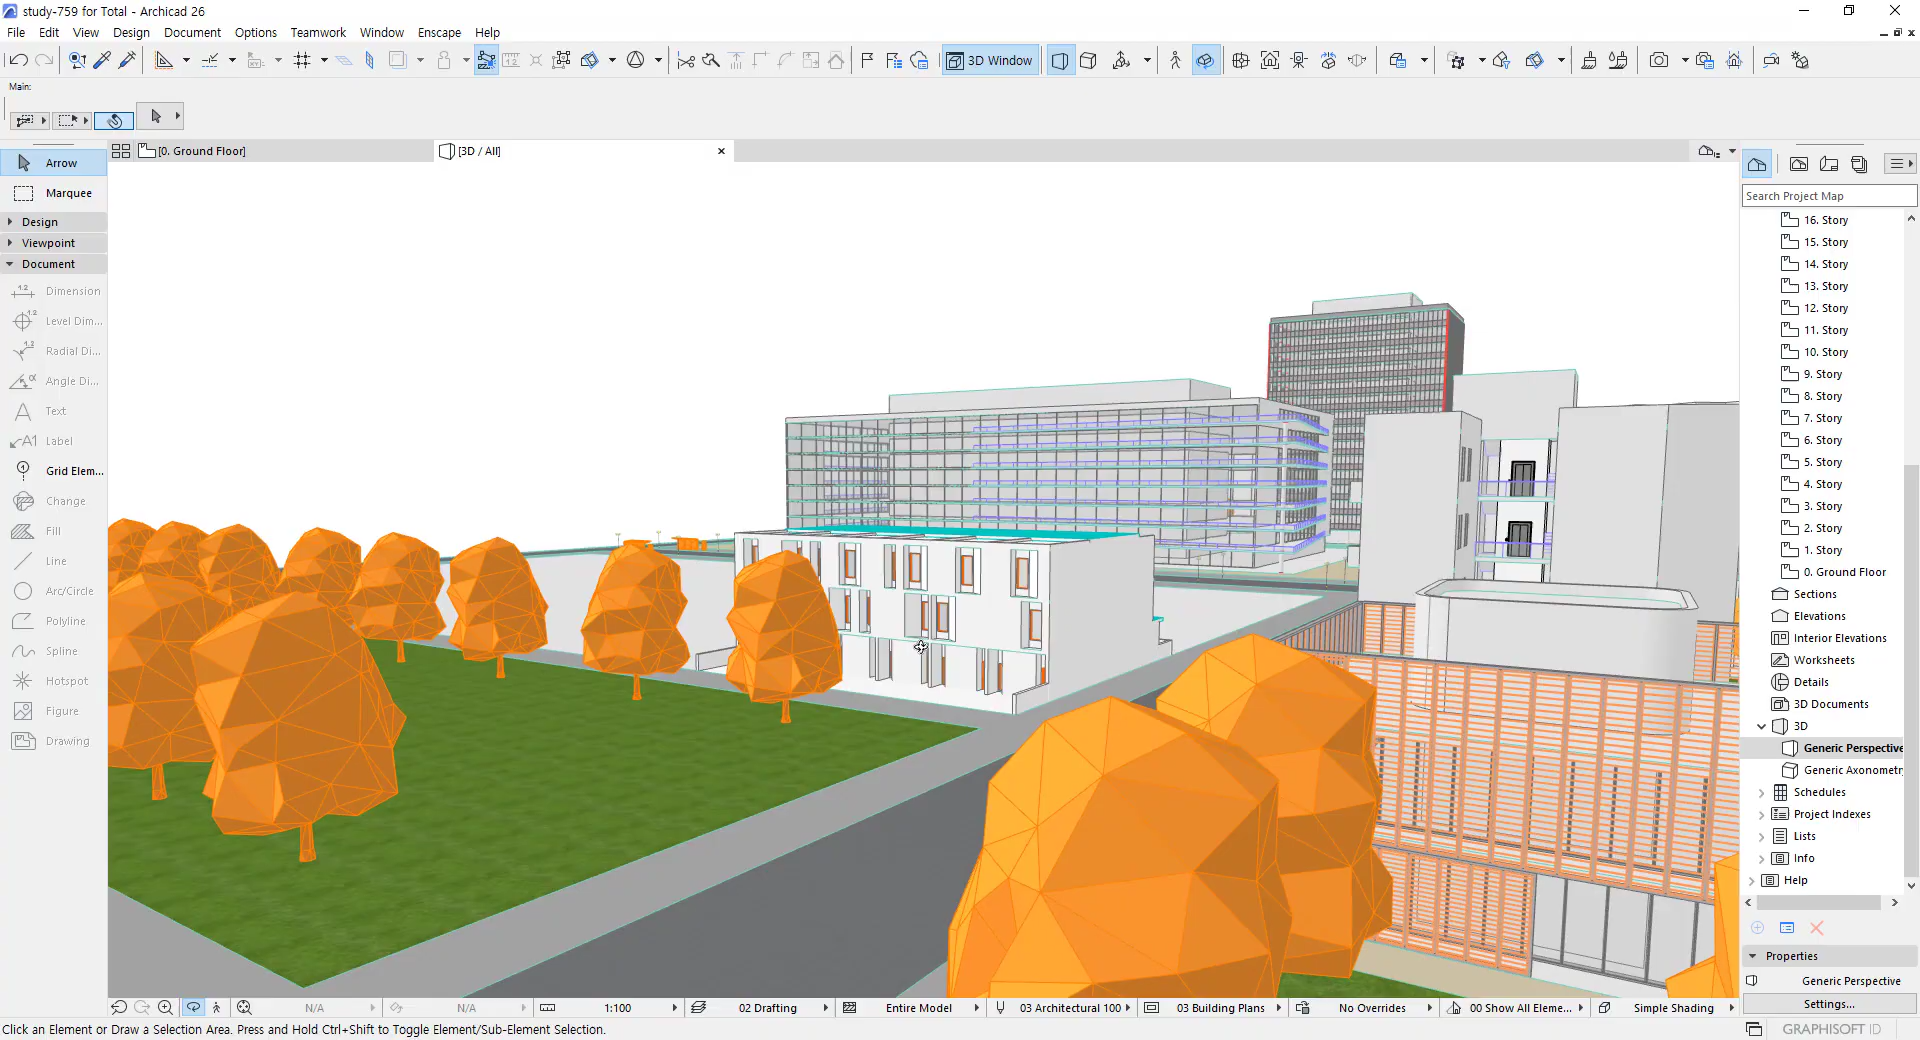 study-759 for Total - Archicad 26
File Edit View Design Document Options Teamwork Window Enscape Help
3D Window
Main:
[0. Ground Floor]
[3D / All]
Arrow
Marquee
Design
Viewpoint
Document
Dimension
Level Dim...
Radial Di...
Angle Di...
Text
Label
Grid Elem...
Change
Fill
Line
Arc/Circle
Polyline
Spline
Hotspot
Figure
Drawing
Search Project Map
16. Story
15. Story
14. Story
13. Story
12. Story
11. Story
10. Story
9. Story
8. Story
7. Story
6. Story
5. Story
4. Story
3. Story
2. Story
1. Story
0. Ground Floor
Sections
Elevations
Interior Elevations
Worksheets
Details
3D Documents
3D
Generic Perspective
Generic Axonometr
Schedules
Project Indexes
Lists
Info
Help
Properties
Generic Perspective
Settings...
N/A N/A 1:100 02 Drafting Entire Model 03 Architectural 100 03 Building Plans No Overrides 00 Show All Eleme... Simple Shading
Click an Element or Draw a Selection Area. Press and Hold Ctrl+Shift to Toggle Element/Sub-Element Selection.
GRAPHISOFT ID